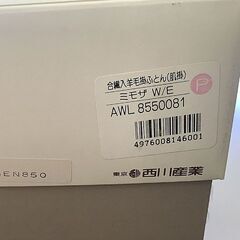 合繊入羊毛掛ふとん(肌掛)
ミモザ W/E
AWL 8550081
P
4976008146001
EN850
東京 西川産業